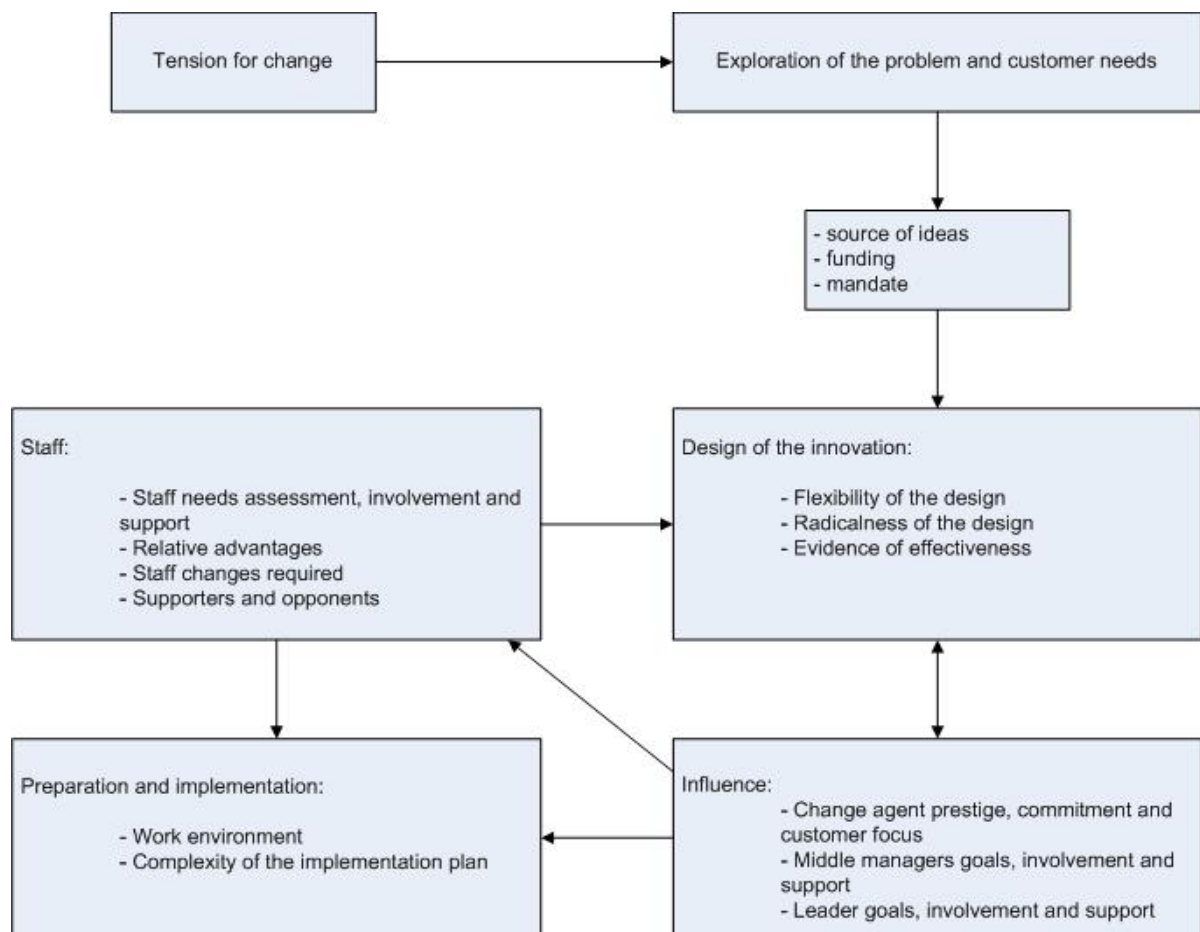 Tension for change
Exploration of the problem and customer needs
- source of ideas
- funding
- mandate
Staff:
- Staff needs assessment, involvement and
support
- Relative advantages
- Staff changes required
- Supporters and opponents
Design of the innovation:
- Flexibility of the design
- Radicalness of the design
- Evidence of effectiveness
Preparation and implementation:
- Work environment
- Complexity of the implementation plan
Influence:
- Change agent prestige, commitment and
customer focus
- Middle managers goals, involvement and
support
- Leader goals, involvement and support